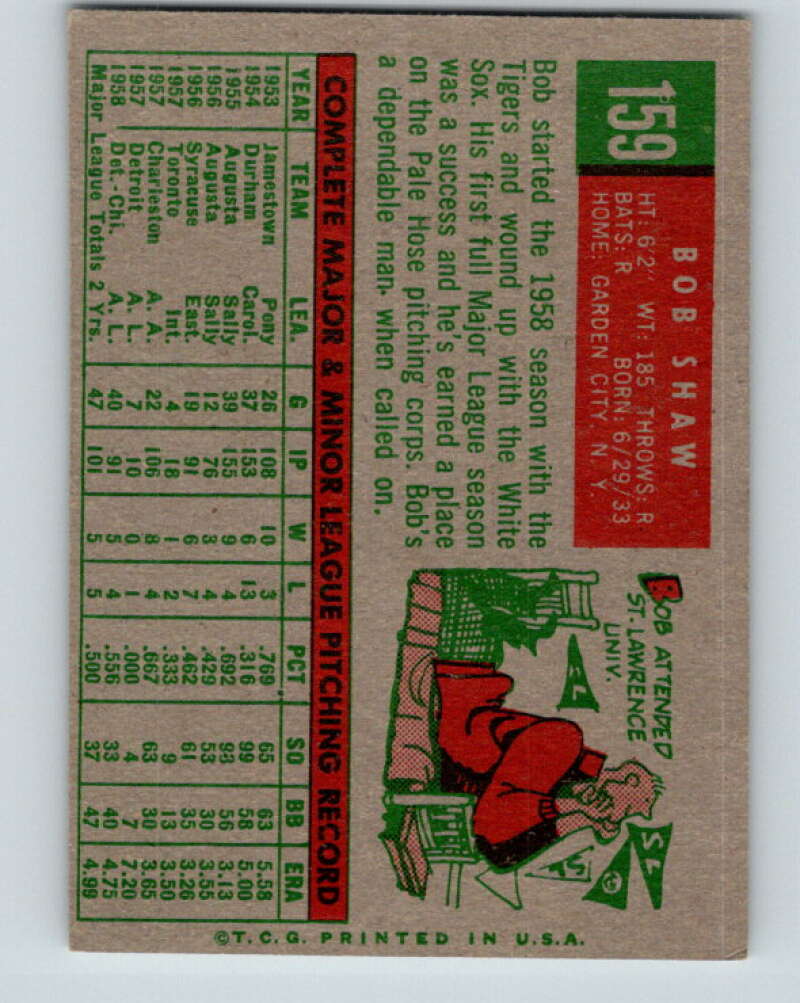 159
BOB SHAW
HT: 6'2" WT: 185 THROWS: R
BATS: R BORN: 6/29/33
HOME: GARDEN CITY, N. Y.
Bob started the 1958 season with the
Tigers and wound up with the White
Sox. His first full Major League season
was a success and he's earned a place
on the Pale Hose pitching corps. Bob's
a dependable man, when called on.
BOB ATTENDED
ST. LAWRENCE
UNIV.
S L
S L
S L
COMPLETE MAJOR & MINOR LEAGUE PITCHING RECORD
YEAR TEAM LEA. G IP W L PCT SO BB ERA
1953 Jamestown Pony 26 108 10 3 .769 65 63 5.58
1954 Durham Carol. 37 153 6 13 .316 99 58 5.00
1955 Augusta Sally 39 155 9 4 .692 93 56 3.13
1956 Augusta Sally 12 76 3 4 .429 53 30 3.55
1956 Syracuse East. 19 91 6 7 .462 61 35 3.26
1957 Toronto Int. 4 18 1 2 .333 9 13 3.50
1957 Charleston A. A. 22 106 8 4 .667 63 30 3.65
1957 Detroit A. L. 7 10 0 1 .000 4 7 7.20
1958 Det.-Chi. A. L. 40 91 5 4 .556 33 40 4.75
Major League Totals 2 Yrs. 47 101 5 5 .500 37 47 4.99
©T.C.G. PRINTED IN U.S.A.